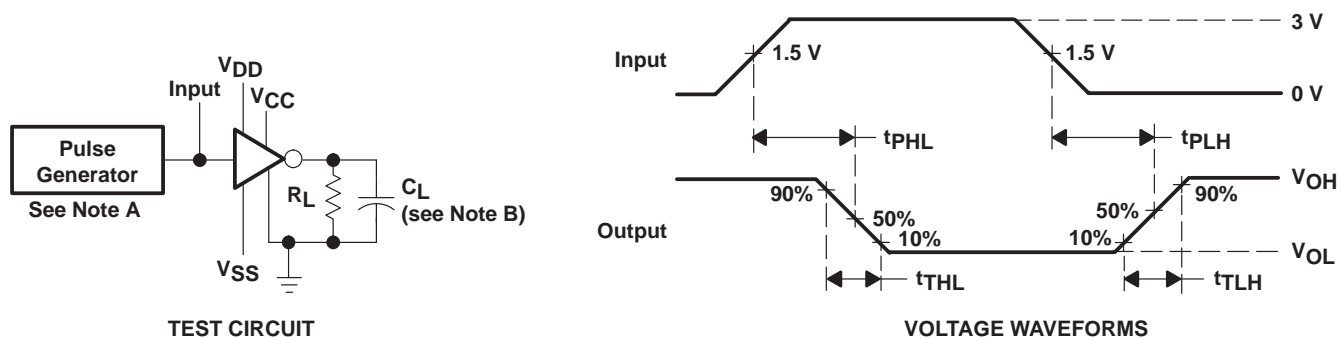 Pulse
Generator
See Note A
Input
VDD
VCC
VSS
RL
CL
(see Note B)
TEST CIRCUIT
Input
1.5 V
1.5 V
3 V
0 V
tPHL
tPLH
Output
90%
50%
10%
10%
50%
90%
VOH
VOL
tTHL
tTLH
VOLTAGE WAVEFORMS